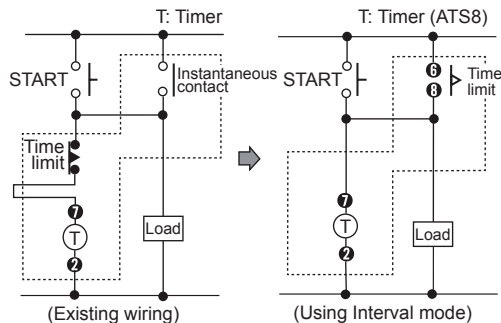 T: Timer
START
Instantaneous
contact
Time
limit
7
T
2
Load
(Existing wiring)
T: Timer (ATS8)
START
6
8
Time
limit
7
T
2
Load
(Using Interval mode)